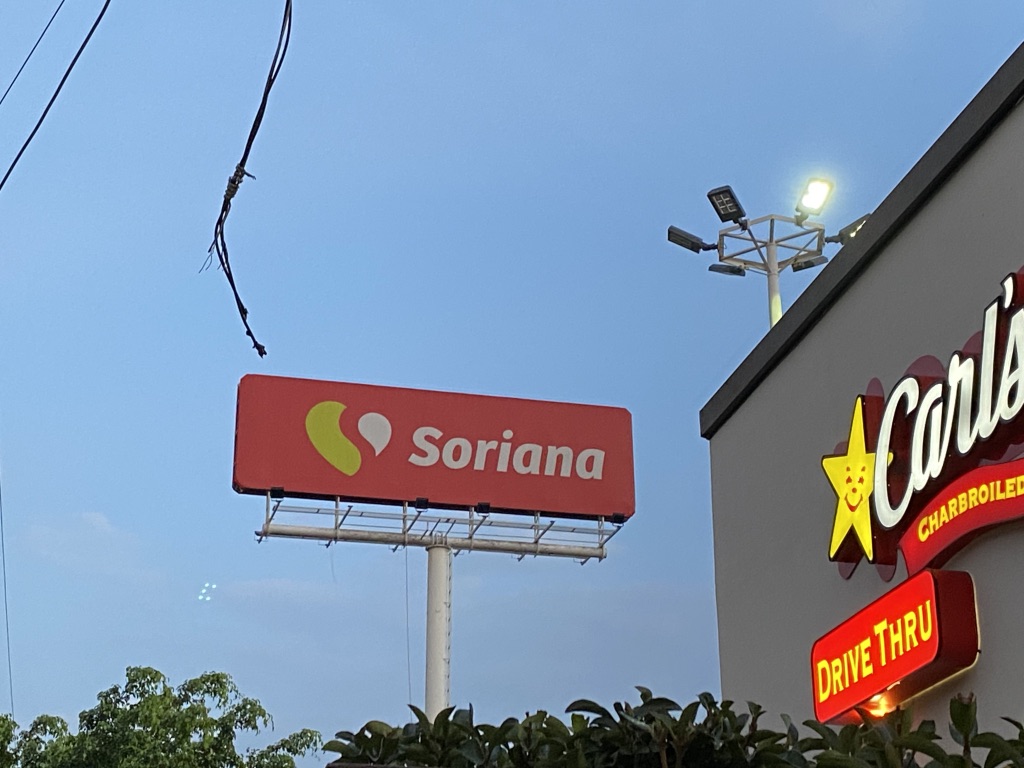 Soriana
Carl's
CHARBROILED
DRIVE THRU